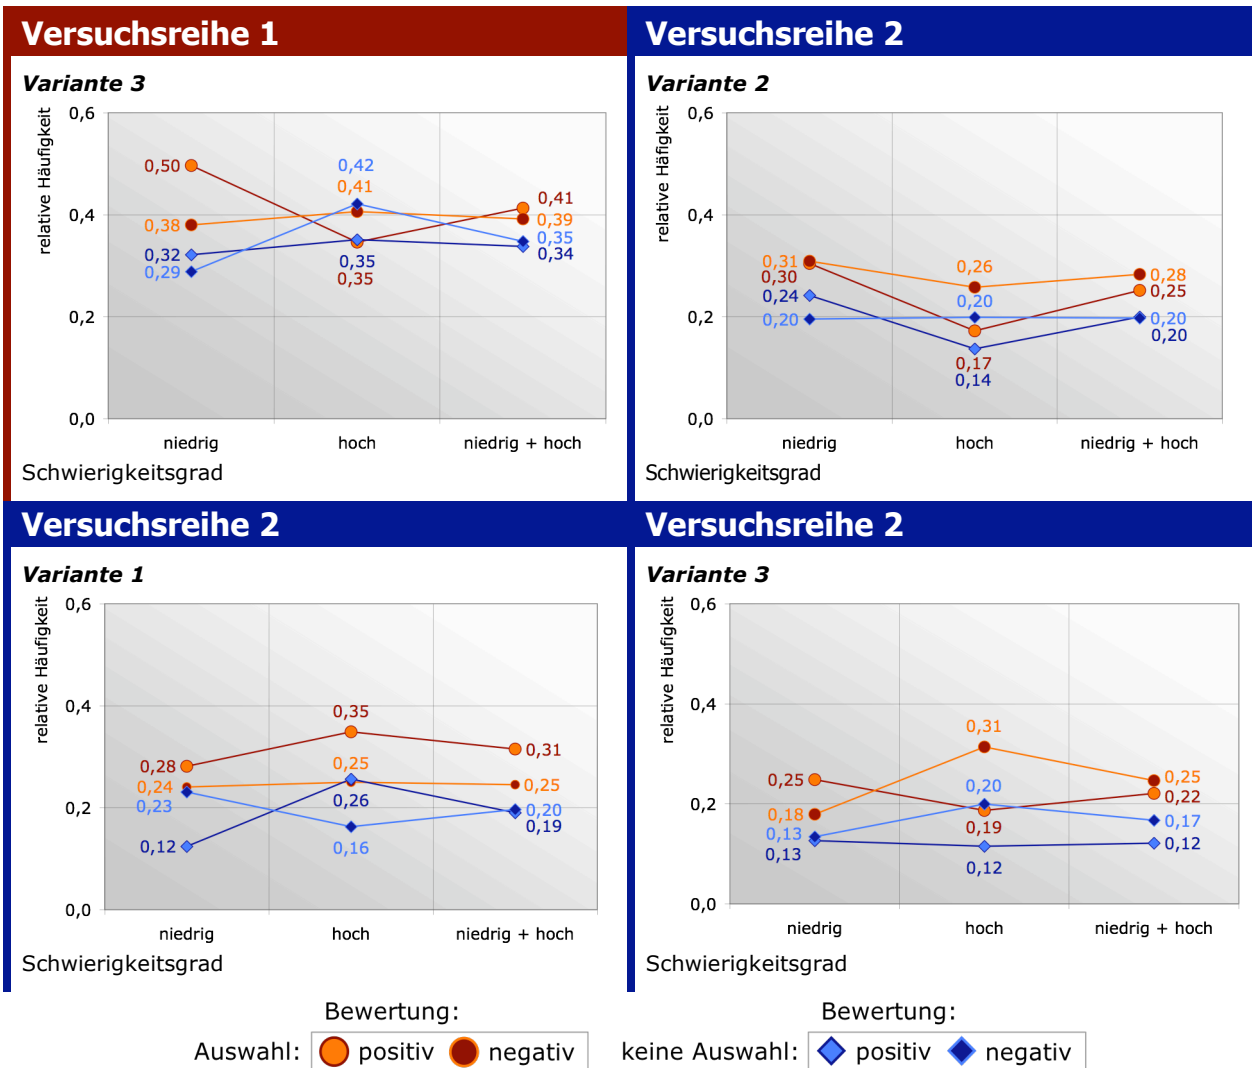 Versuchsreihe 1
Variante 3
relative Häufigkeit
0,6
0,4
0,2
0,0
0,50
0,38
0,32
0,29
0,42
0,41
0,35
0,35
0,41
0,39
0,35
0,34
niedrig
hoch
niedrig + hoch
Schwierigkeitsgrad
Versuchsreihe 2
Variante 2
relative Häfigkeit
0,6
0,4
0,2
0,0
0,31
0,30
0,24
0,20
0,26
0,20
0,17
0,14
0,28
0,25
0,20
0,20
niedrig
hoch
niedrig + hoch
Schwierigkeitsgrad
Versuchsreihe 2
Variante 1
relative Häufigkeit
0,6
0,4
0,2
0,0
0,28
0,24
0,23
0,12
0,35
0,25
0,26
0,16
0,31
0,25
0,20
0,19
niedrig
hoch
niedrig + hoch
Schwierigkeitsgrad
Versuchsreihe 2
Variante 3
relative Häufigkeit
0,6
0,4
0,2
0,0
0,25
0,18
0,13
0,13
0,31
0,20
0,19
0,12
0,25
0,22
0,17
0,12
niedrig
hoch
niedrig + hoch
Schwierigkeitsgrad
Bewertung:
Auswahl: positiv negativ
Bewertung:
keine Auswahl: positiv negativ